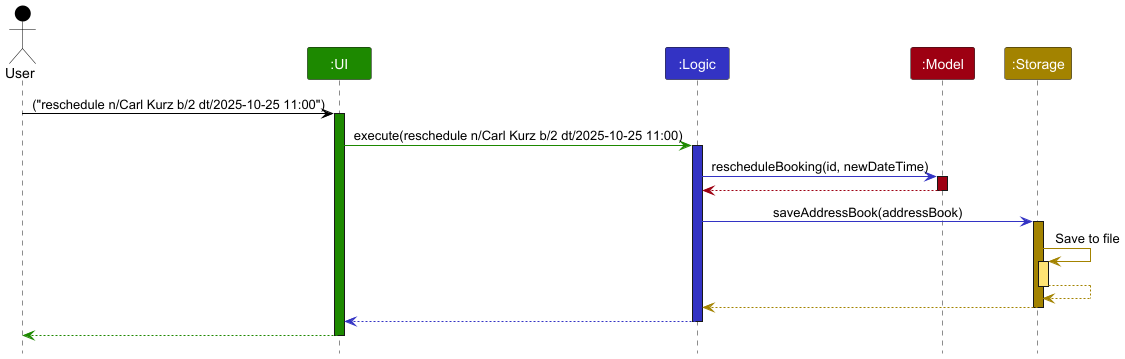 User
:UI
:Logic
:Model
:Storage
("reschedule n/Carl Kurz b/2 dt/2025-10-25 11:00")
execute(reschedule n/Carl Kurz b/2 dt/2025-10-25 11:00)
rescheduleBooking(id, newDateTime)
saveAddressBook(addressBook)
Save to file